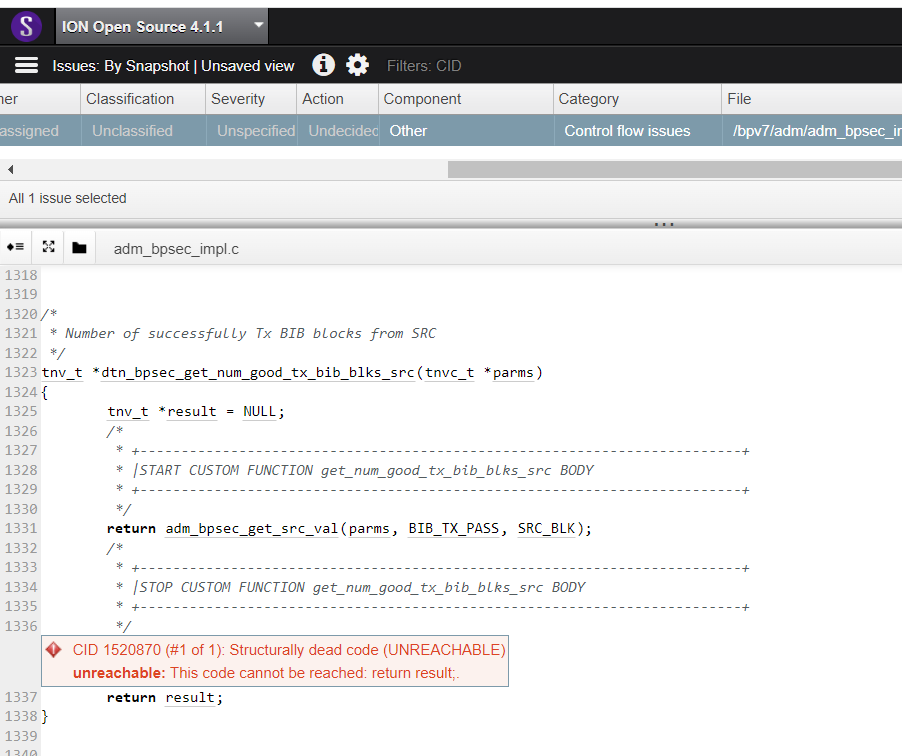 S ION Open Source 4.1.1
Issues: By Snapshot | Unsaved view Filters: CID
ner Classification Severity Action Component Category File
assigned Unclassified Unspecified Undecided Other Control flow issues /bpv7/adm/adm_bpsec_im
All 1 issue selected
adm_bpsec_impl.c
1318
1319
1320 /*
1321 * Number of successfully Tx BIB blocks from SRC
1322 */
1323 tnv_t *dtn_bpsec_get_num_good_tx_bib_blks_src(tnvc_t *parms)
1324 {
1325 tnv_t *result = NULL;
1326 /*
1327 * +-------------------------------------------------------------------------+
1328 * |START CUSTOM FUNCTION get_num_good_tx_bib_blks_src BODY
1329 * +-------------------------------------------------------------------------+
1330 */
1331 return adm_bpsec_get_src_val(parms, BIB_TX_PASS, SRC_BLK);
1332 /*
1333 * +-------------------------------------------------------------------------+
1334 * |STOP CUSTOM FUNCTION get_num_good_tx_bib_blks_src BODY
1335 * +-------------------------------------------------------------------------+
1336 */
CID 1520870 (#1 of 1): Structurally dead code (UNREACHABLE)
unreachable: This code cannot be reached: return result;.
1337 return result;
1338 }
1339
1340